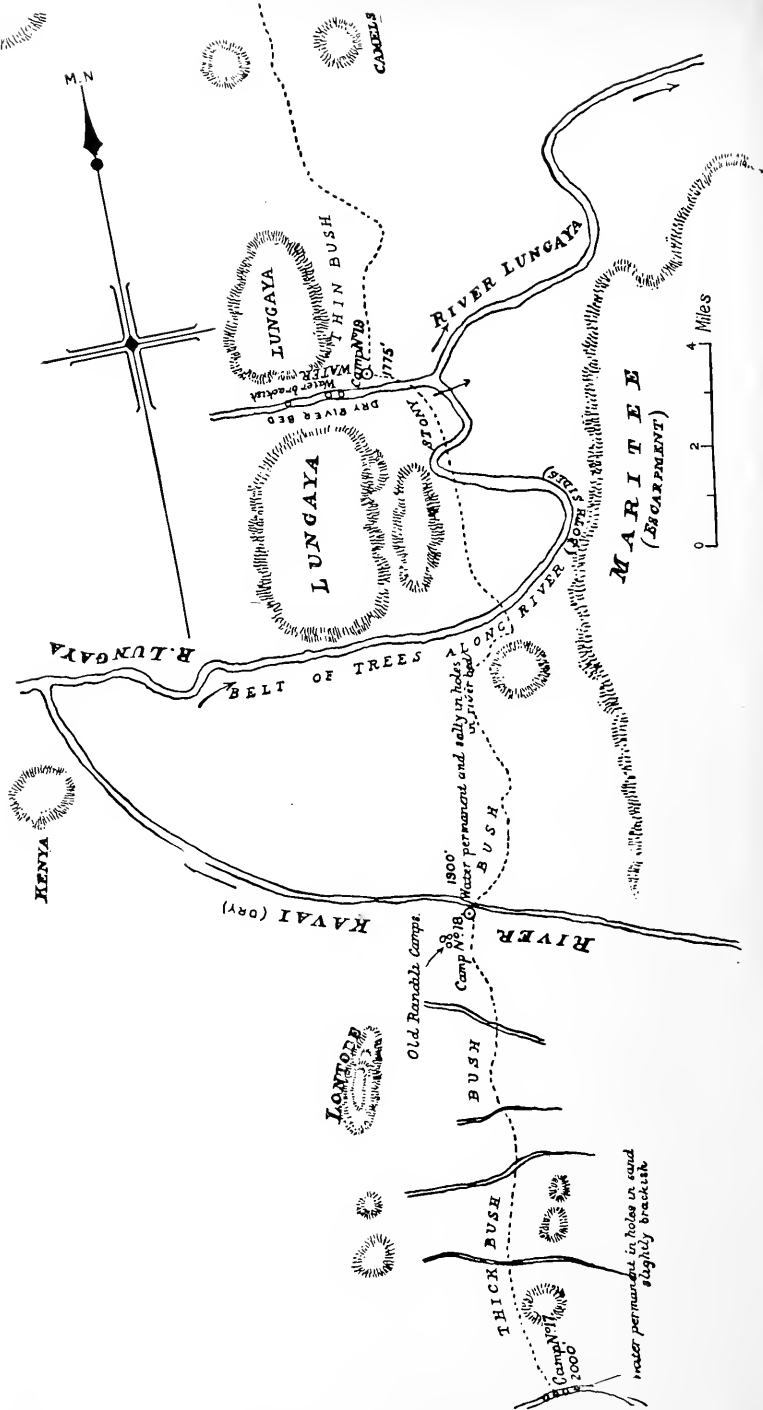 M.N
CAMELS
THIN BUSH
LUNGAYA
Camp Nº 19
1775'
WATER
Water brackish
DRY RIVER BED
STONY
RIVER LUNGAYA
LUNGAYA
MARITEE
(ESCARPMENT)
0 2 4 Miles
R. LUNGAYA
BELT OF TREES ALONG RIVER (BOTH SIDES)
KENYA
KAVAI (DRY)
RIVER
1900'
Water permanent and salty in holes
in river bed
BUSH
Camp Nº 18
Old Randile Camps.
LONTODE
BUSH
THICK BUSH
Camp Nº 17
2000'
Water permanent in holes in sand
slightly brackish